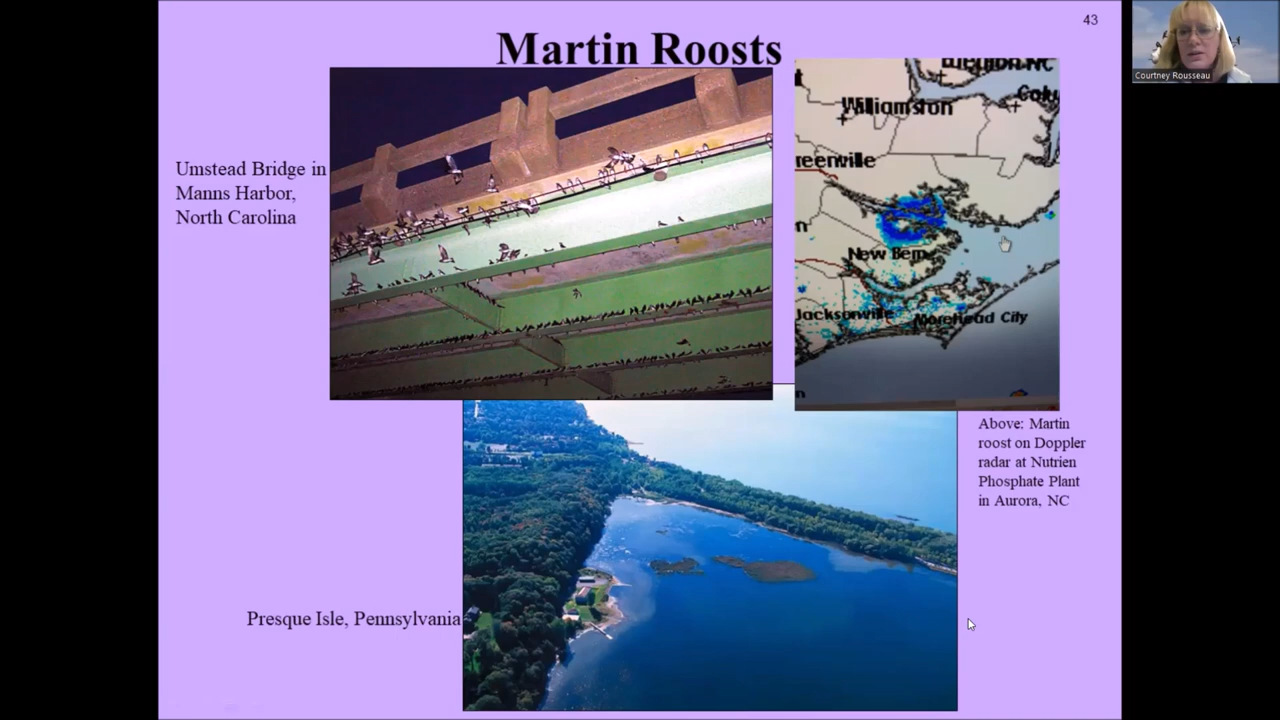 43
Martin Roosts
Umstead Bridge in
Manns Harbor,
North Carolina
Williamston
reenville
New Bern
Jacksonville
Morehead City
Above: Martin
roost on Doppler
radar at Nutrien
Phosphate Plant
in Aurora, NC
Presque Isle, Pennsylvania
Courtney Rousseau